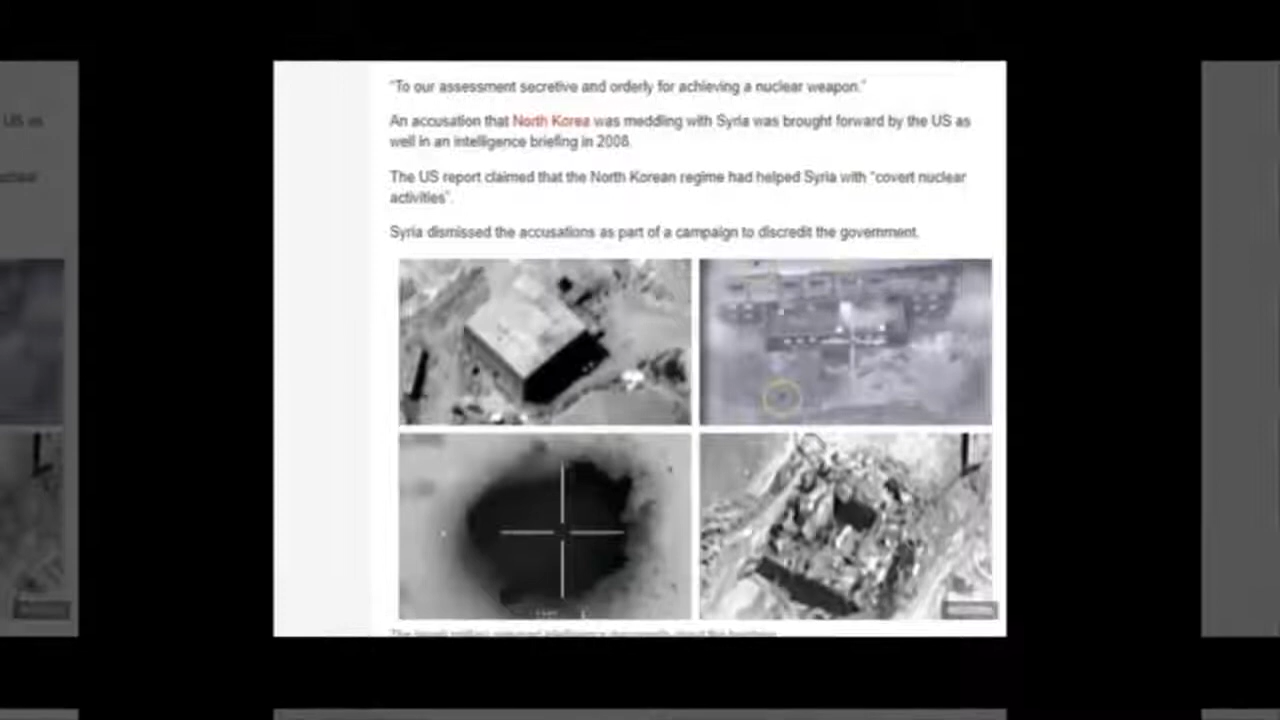 "To our assessment secretive and orderly for achieving a nuclear weapon."
An accusation that North Korea was meddling with Syria was brought forward by the US as
well in an intelligence briefing in 2008.
The US report claimed that the North Korean regime had helped Syria with "covert nuclear
activities".
Syria dismissed the accusations as part of a campaign to discredit the government.
US as